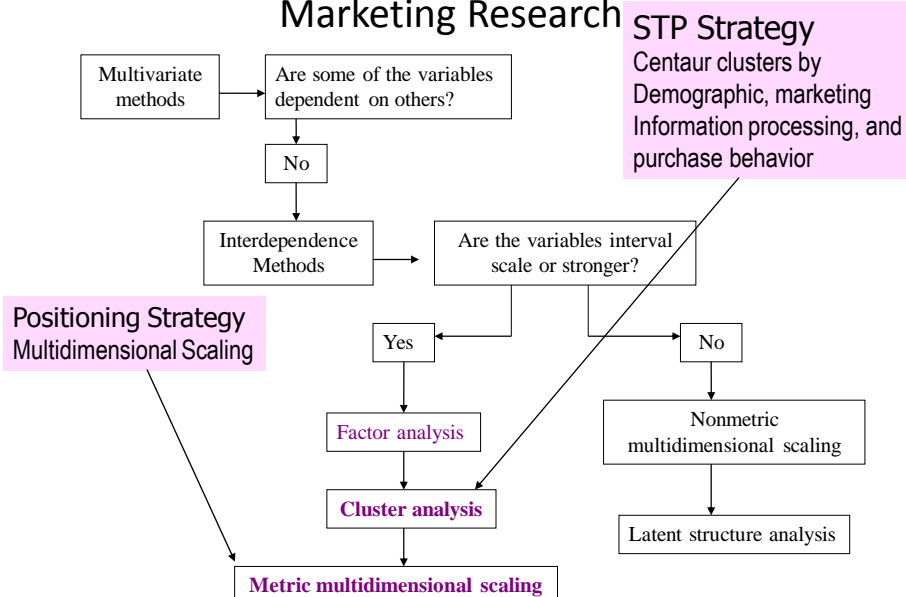 Marketing Research
STP Strategy
Centaur clusters by
Demographic, marketing
Information processing, and
purchase behavior
Multivariate
methods
Are some of the variables
dependent on others?
No
Interdependence
Methods
Are the variables interval
scale or stronger?
Positioning Strategy
Multidimensional Scaling
Yes
No
Factor analysis
Nonmetric
multidimensional scaling
Cluster analysis
Latent structure analysis
Metric multidimensional scaling